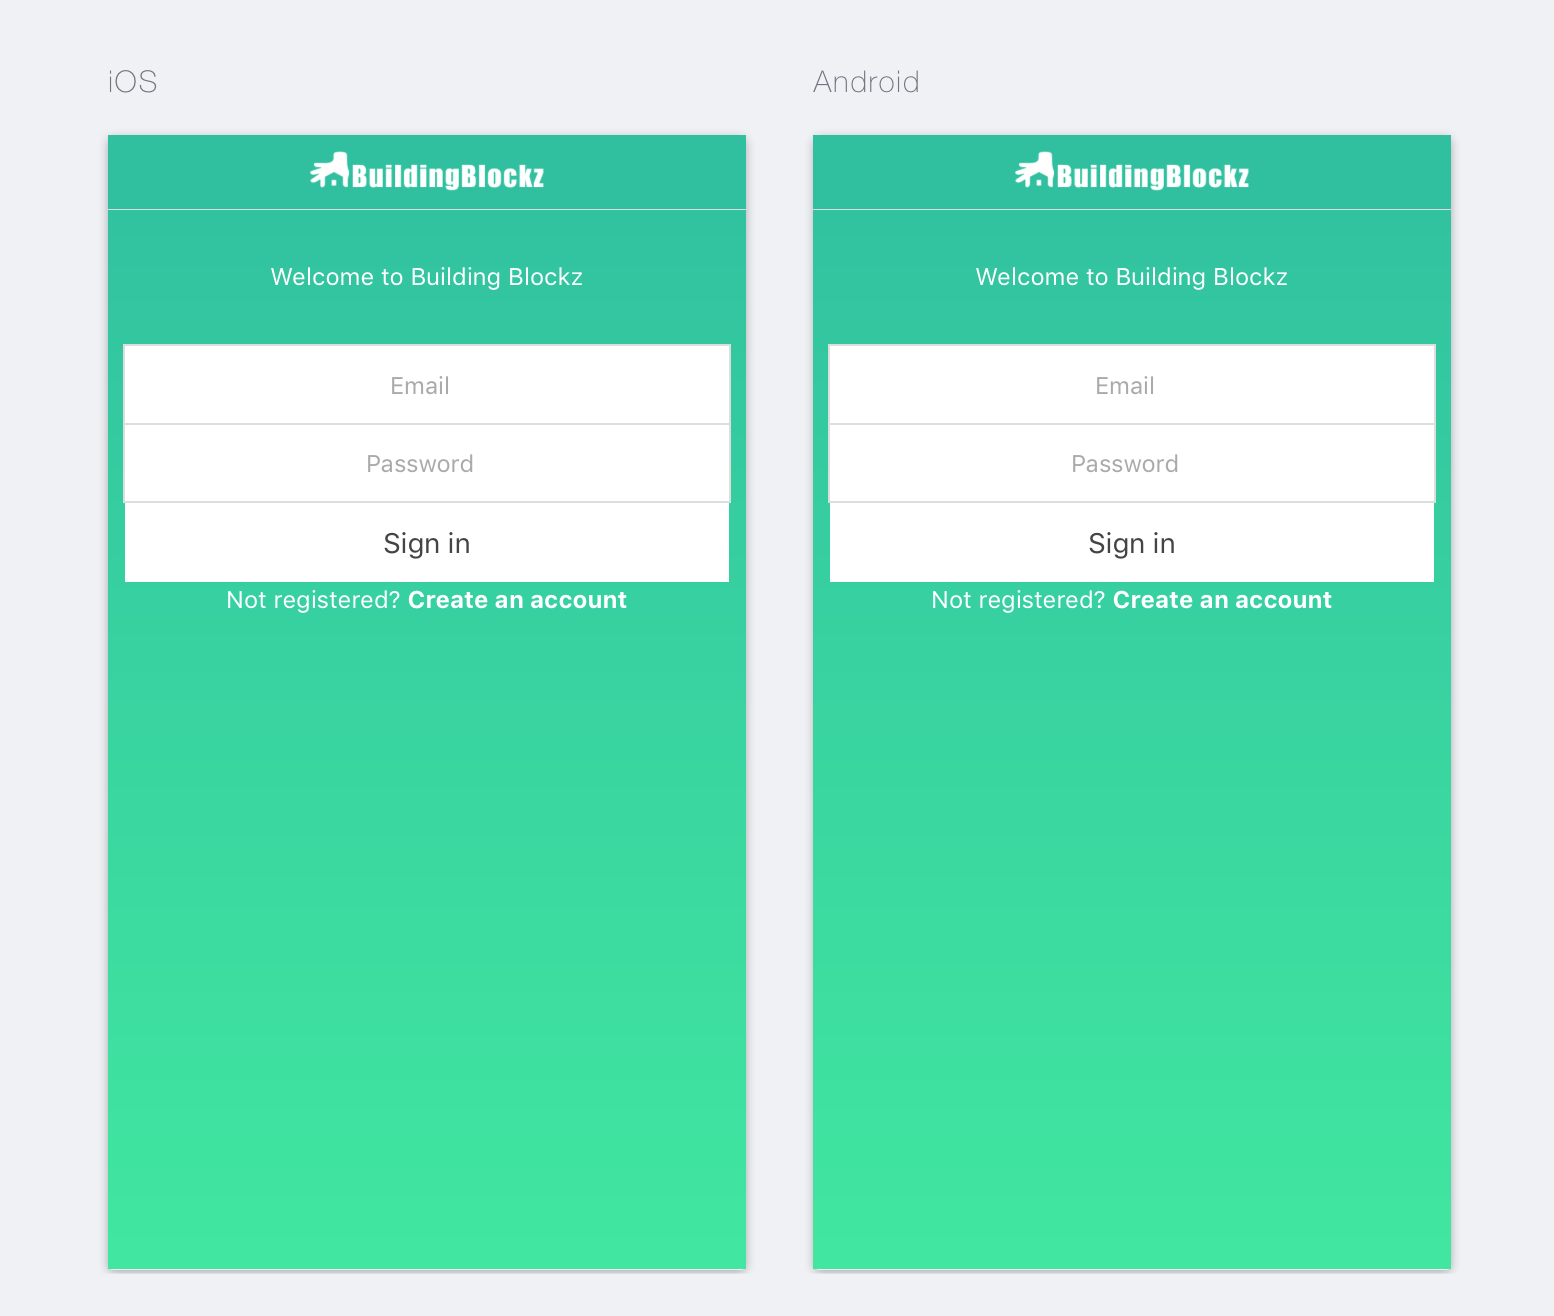 iOS
BuildingBlockz
Welcome to Building Blockz
Email
Password
Sign in
Not registered? Create an account
Android
BuildingBlockz
Welcome to Building Blockz
Email
Password
Sign in
Not registered? Create an account